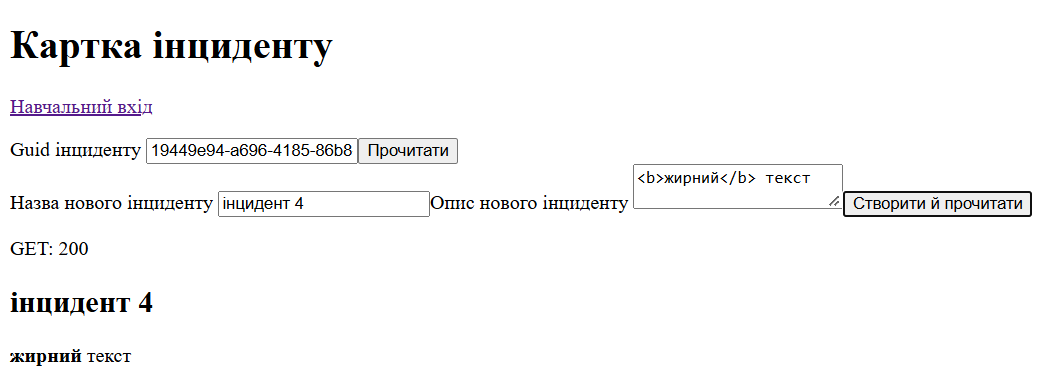 Картка інциденту
Навчальний вхід
Guid інциденту 19449e94-a696-4185-86b8 Прочитати
<b>жирний</b> текст
Назва нового інциденту інцидент 4 Опис нового інциденту Створити й прочитати
GET: 200
інцидент 4
жирний текст